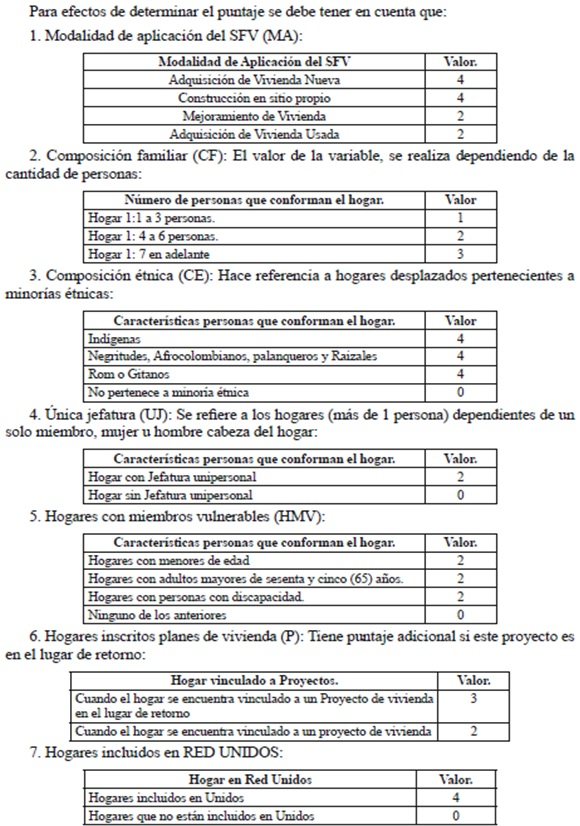 Para efectos de determinar el puntaje se debe tener en cuenta que:
1. Modalidad de aplicación del SFV (MA):
Modalidad de Aplicación del SFV Valor.
Adquisición de Vivienda Nueva 4
Construcción en sitio propio 4
Mejoramiento de Vivienda 2
Adquisición de Vivienda Usada 2
2. Composición familiar (CF): El valor de la variable, se realiza dependiendo de la
cantidad de personas:
Número de personas que conforman el hogar. Valor
Hogar 1:1 a 3 personas. 1
Hogar 1: 4 a 6 personas. 2
Hogar 1: 7 en adelante 3
3. Composición étnica (CE): Hace referencia a hogares desplazados pertenecientes a
minorías étnicas:
Características personas que conforman el hogar. Valor
Indígenas 4
Negritudes, Afrocolombianos, palanqueros y Raizales 4
Rom o Gitanos 4
No pertenece a minoría étnica 0
4. Única jefatura (UJ): Se refiere a los hogares (más de 1 persona) dependientes de un
solo miembro, mujer u hombre cabeza del hogar:
Características personas que conforman el hogar. Valor.
Hogar con Jefatura unipersonal 2
Hogar sin Jefatura unipersonal 0
5. Hogares con miembros vulnerables (HMV):
Características personas que conforman el hogar. Valor.
Hogares con menores de edad 2
Hogares con adultos mayores de sesenta y cinco (65) años. 2
Hogares con personas con discapacidad. 2
Ninguno de los anteriores 0
6. Hogares inscritos planes de vivienda (P): Tiene puntaje adicional si este proyecto es
en el lugar de retorno:
Hogar vinculado a Proyectos. Valor.
Cuando el hogar se encuentra vinculado a un Proyecto de vivienda 3
en el lugar de retorno
Cuando el hogar se encuentra vinculado a un proyecto de vivienda 2
7. Hogares incluidos en RED UNIDOS:
Hogar en Red Unidos Valor.
Hogares incluidos en Unidos 4
Hogares que no están incluidos en Unidos 0